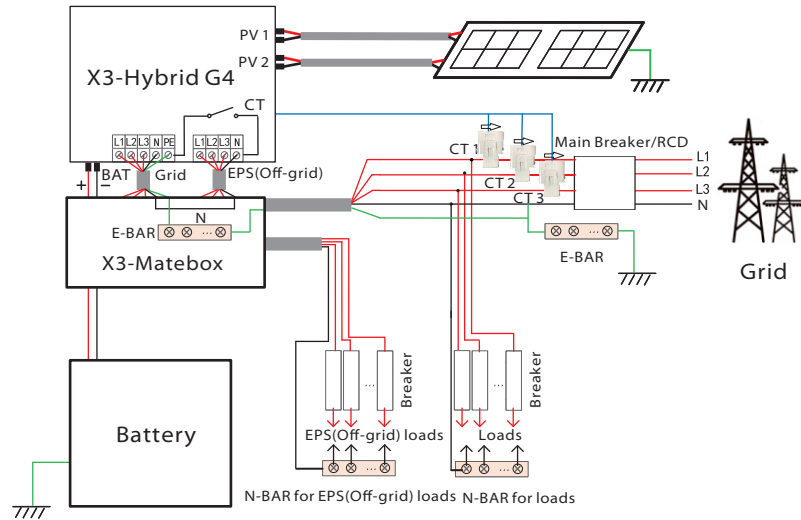 PV 1
X3-Hybrid G4
PV 2
CT
L1 L2 L3 N PE
L1 L2 L3 N
CT 1
Main Breaker/RCD
L1
BAT
Grid
EPS(Off-grid)
CT 2
L2
+
–
CT 3
L3
N
N
E-BAR
...
X3-Matebox
...
E-BAR
Grid
...
Breaker
...
Breaker
Battery
EPS(Off-grid) loads
Loads
...
...
N-BAR for EPS(Off-grid) loads
N-BAR for loads